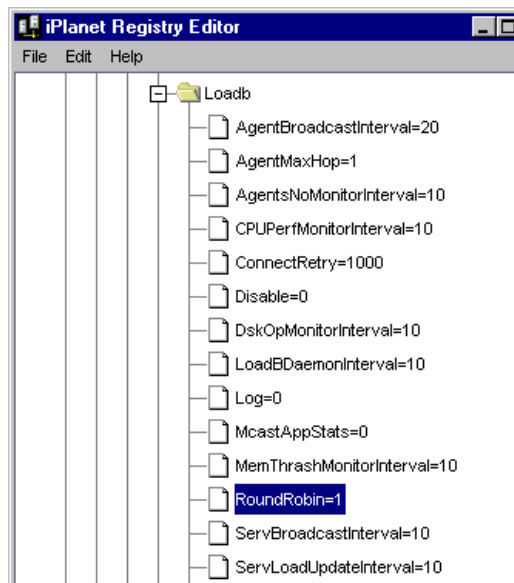 iPlanet Registry Editor
File Edit Help
Loadb
AgentBroadcastInterval=20
AgentMaxHop=1
AgentsNoMonitorInterval=10
CPUPerfMonitorInterval=10
ConnectRetry=1000
Disable=0
DskOpMonitorInterval=10
LoadBDaemonInterval=10
Log=0
McastAppStats=0
MemThrashMonitorInterval=10
RoundRobin=1
ServBroadcastInterval=10
ServLoadUpdateInterval=10